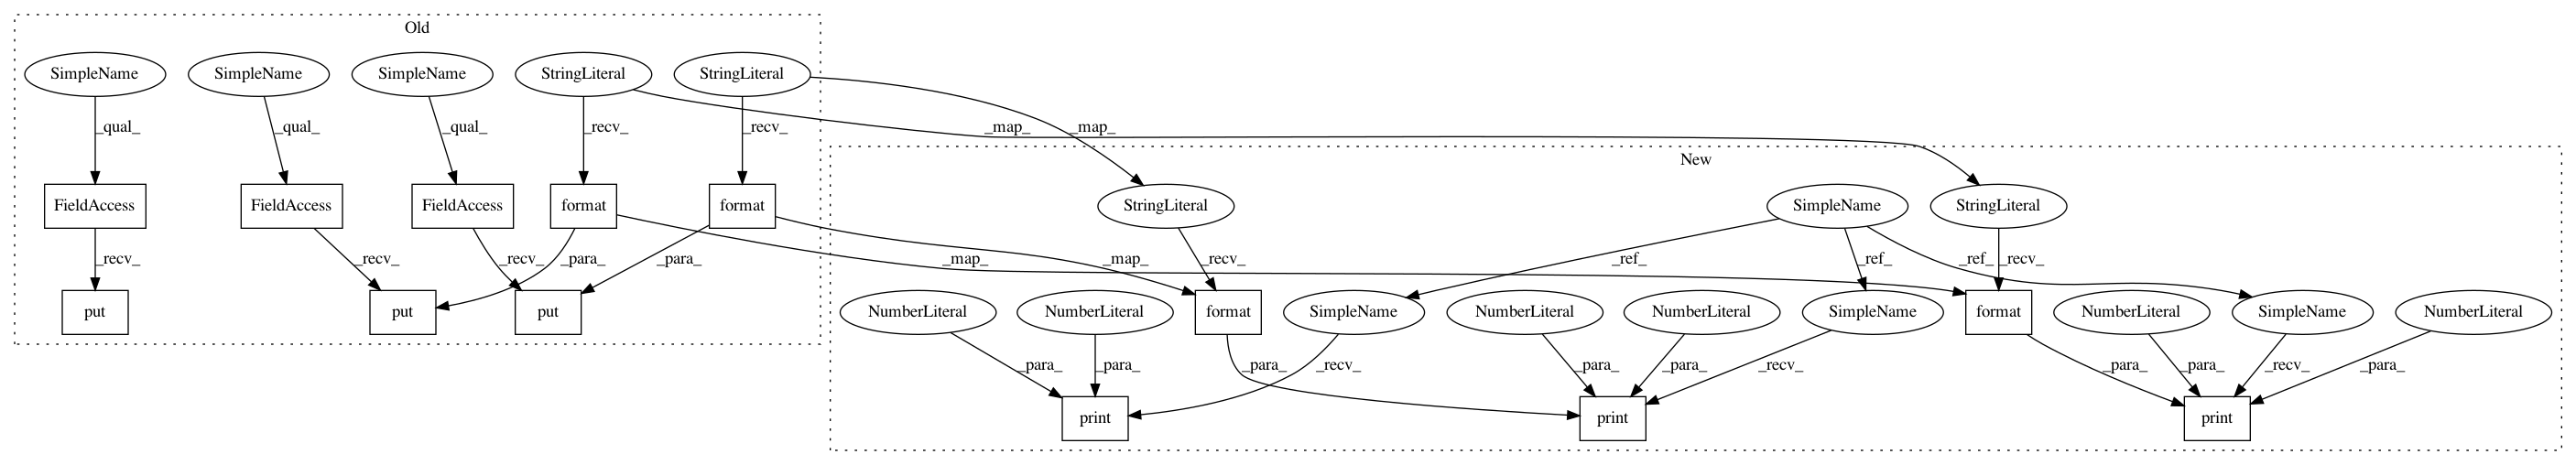 Old
SimpleName SimpleName SimpleName StringLiteral StringLiteral
_qual_ _qual_ _qual_ _recv_ _recv_ _map_ _map_
New
FieldAccess FieldAccess FieldAccess format format StringLiteral SimpleName StringLiteral
_recv_ _recv_ _recv_ _para_ _para_ _map_ _map_ _recv_ _ref_ _ref_ _ref_ _recv_
put put put NumberLiteral NumberLiteral format SimpleName NumberLiteral NumberLiteral SimpleName format NumberLiteral SimpleName NumberLiteral
_para_ _para_ _para_ _recv_ _para_ _para_ _recv_ _para_ _para_ _recv_ _para_
print print print